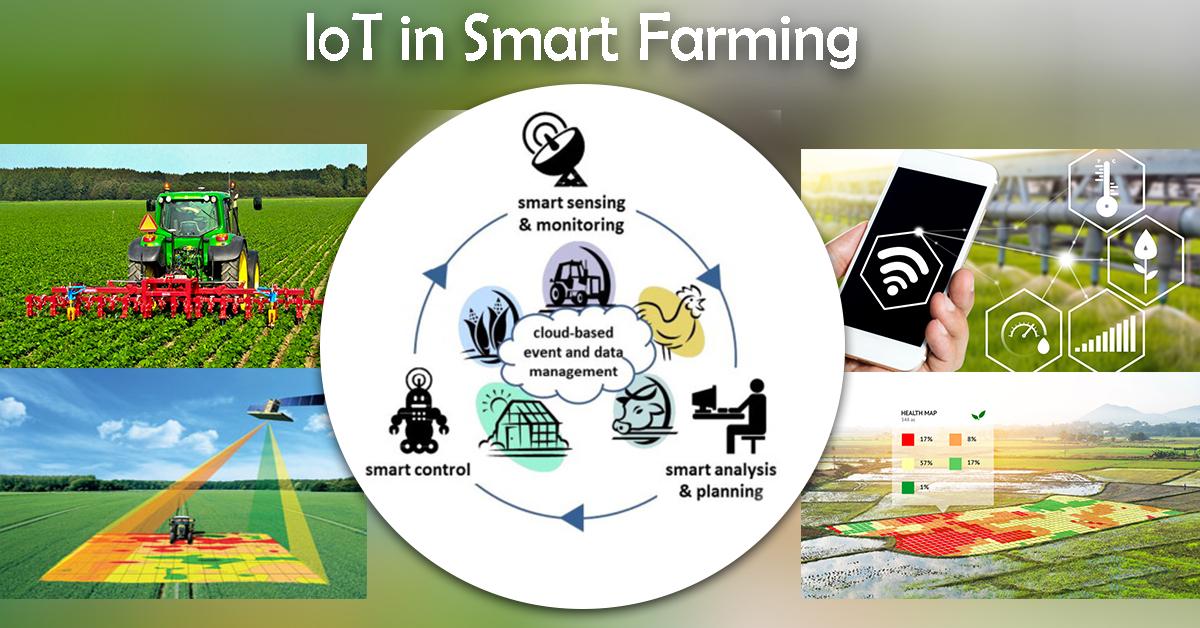 IoT in Smart Farming
smart sensing
& monitoring
cloud-based
event and data
management
smart control
smart analysis
& planning
°F °C
HEALTH MAP
17% 8%
57% 17%
1%